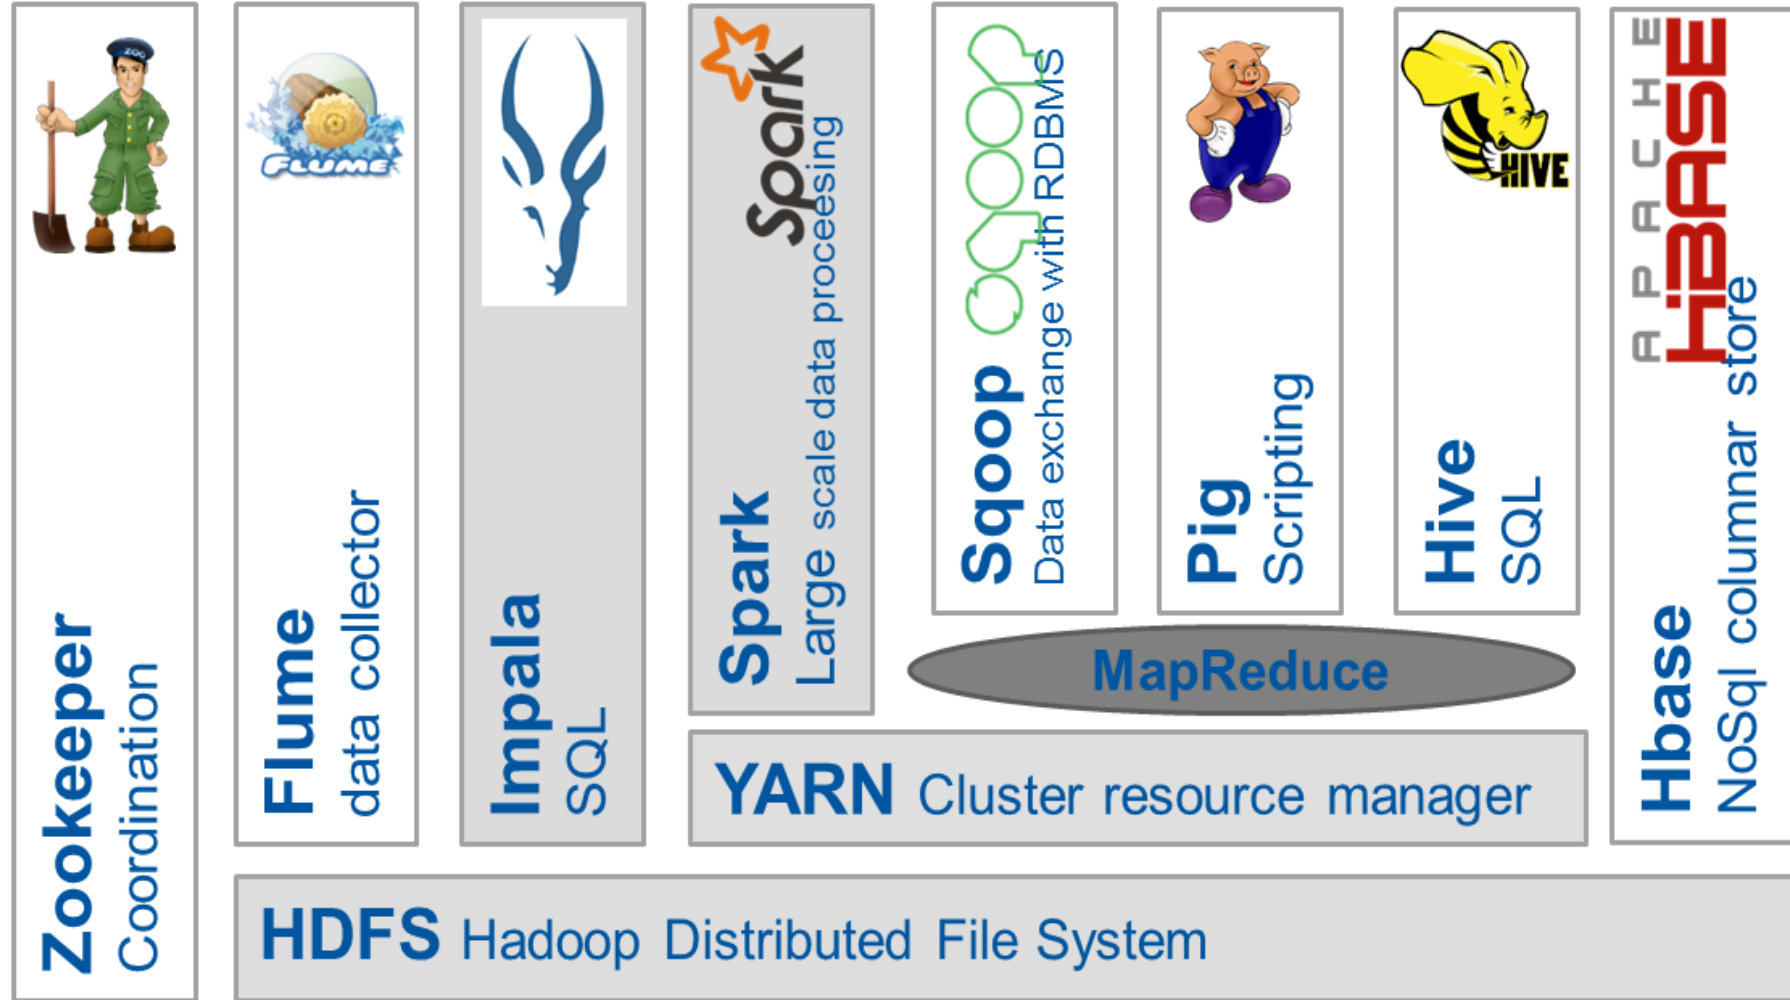 ZOO
Zookeeper
Coordination
FLUME
Flume
data collector
Impala
SQL
Spark
Spark
Large scale data proceesing
sqoop
Sqoop
Data exchange with RDBMS
Pig
Scripting
HIVE
Hive
SQL
APACHE
HBASE
Hbase
NoSql columnar store
MapReduce
YARN Cluster resource manager
HDFS Hadoop Distributed File System